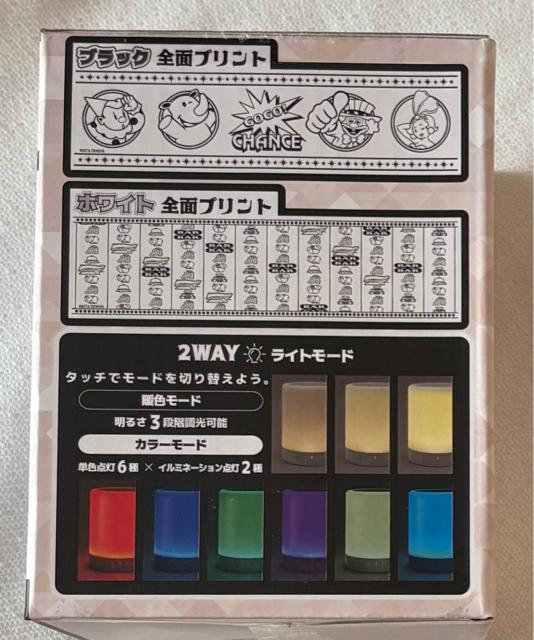 ブラック 全面プリント
GOGO!
CHANCE
ホワイト 全面プリント
BAR
2WAY ライトモード
タッチでモードを切り替えよう。
暖色モード
明るさ3段階調光可能
カラーモード
単色点灯6種 × イルミネーション点灯2種